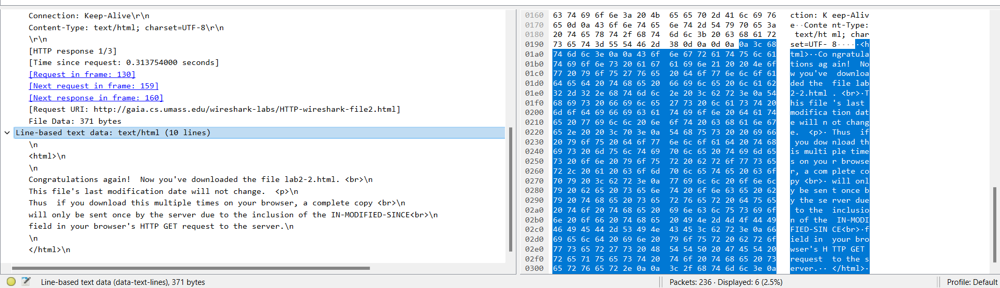 Connection: Keep-Alive\r\n
Content-Type: text/html; charset=UTF-8\r\n
\r\n
[HTTP response 1/3]
[Time since request: 0.313754000 seconds]
[Request in frame: 130]
[Next request in frame: 159]
[Next response in frame: 160]
[Request URI: http://gaia.cs.umass.edu/wireshark-labs/HTTP-wireshark-file2.html]
File Data: 371 bytes
Line-based text data: text/html (10 lines)
\n
<html>\n
\n
Congratulations again!  Now you've downloaded the file lab2-2.html. <br>\n
This file's last modification date will not change.  <p>\n
Thus  if you download this multiple times on your browser, a complete copy <br>\n
will only be sent once by the server due to the inclusion of the IN-MODIFIED-SINCE<br>\n
field in your browser's HTTP GET request to the server.\n
\n
</html>\n
0160 63 74 69 6f 6e 3a 20 4b 65 65 70 2d 41 6c 69 76 ction: K eep-Aliv
0170 65 0d 0a 43 6f 6e 74 65 6e 74 2d 54 79 70 65 3a e··Conte nt-Type:
0180 20 74 65 78 74 2f 68 74 6d 6c 3b 20 63 68 61 72 text/ht ml; char
0190 73 65 74 3d 55 54 46 2d 38 0d 0a 0d 0a 0a 3c 68 set=UTF- 8·····<h
01a0 74 6d 6c 3e 0a 0a 43 6f 6e 67 72 61 74 75 6c 61 tml>··Co ngratula
01b0 74 69 6f 6e 73 20 61 67 61 69 6e 21 20 20 4e 6f tions ag ain!  No
01c0 77 20 79 6f 75 27 76 65 20 64 6f 77 6e 6c 6f 61 w you've downloa
01d0 64 65 64 20 74 68 65 20 66 69 6c 65 20 6c 61 62 ded the file lab
01e0 32 2d 32 2e 68 74 6d 6c 2e 20 3c 62 72 3e 0a 54 2-2.html . <br>·T
01f0 68 69 73 20 66 69 6c 65 27 73 20 6c 61 73 74 20 his file 's last
0200 6d 6f 64 69 66 69 63 61 74 69 6f 6e 20 64 61 74 modifica tion dat
0210 65 20 77 69 6c 6c 20 6e 6f 74 20 63 68 61 6e 67 e will n ot chang
0220 65 2e 20 20 3c 70 3e 0a 54 68 75 73 20 20 69 66 e.  <p>· Thus  if
0230 20 79 6f 75 20 64 6f 77 6e 6c 6f 61 64 20 74 68 you dow nload th
0240 69 73 20 6d 75 6c 74 69 70 6c 65 20 74 69 6d 65 is multi ple time
0250 73 20 6f 6e 20 79 6f 75 72 20 62 72 6f 77 73 65 s on you r browse
0260 72 2c 20 61 20 63 6f 6d 70 6c 65 74 65 20 63 6f r, a com plete co
0270 70 79 20 3c 62 72 3e 0a 77 69 6c 6c 20 6f 6e 6c py <br>· will onl
0280 79 20 62 65 20 73 65 6e 74 20 6f 6e 63 65 20 62 y be sen t once b
0290 79 20 74 68 65 20 73 65 72 76 65 72 20 64 75 65 y the se rver due
02a0 20 74 6f 20 74 68 65 20 69 6e 63 6c 75 73 69 6f to the inclusio
02b0 6e 20 6f 66 20 74 68 65 20 49 4e 2d 4d 4f 44 49 n of the IN-MODI
02c0 46 49 45 44 2d 53 49 4e 43 45 3c 62 72 3e 0a 66 FIED-SIN CE<br>·f
02d0 69 65 6c 64 20 69 6e 20 79 6f 75 72 20 62 72 6f ield in your bro
02e0 77 73 65 72 27 73 20 48 54 54 50 20 47 45 54 20 wser's H TTP GET
02f0 72 65 71 75 65 73 74 20 74 6f 20 74 68 65 20 73 request to the s
0300 65 72 76 65 72 2e 0a 0a 3c 2f 68 74 6d 6c 3e 0a erver.·· </html>·
Line-based text data (data-text-lines), 371 bytes
Packets: 236 · Displayed: 6 (2.5%)
Profile: Default